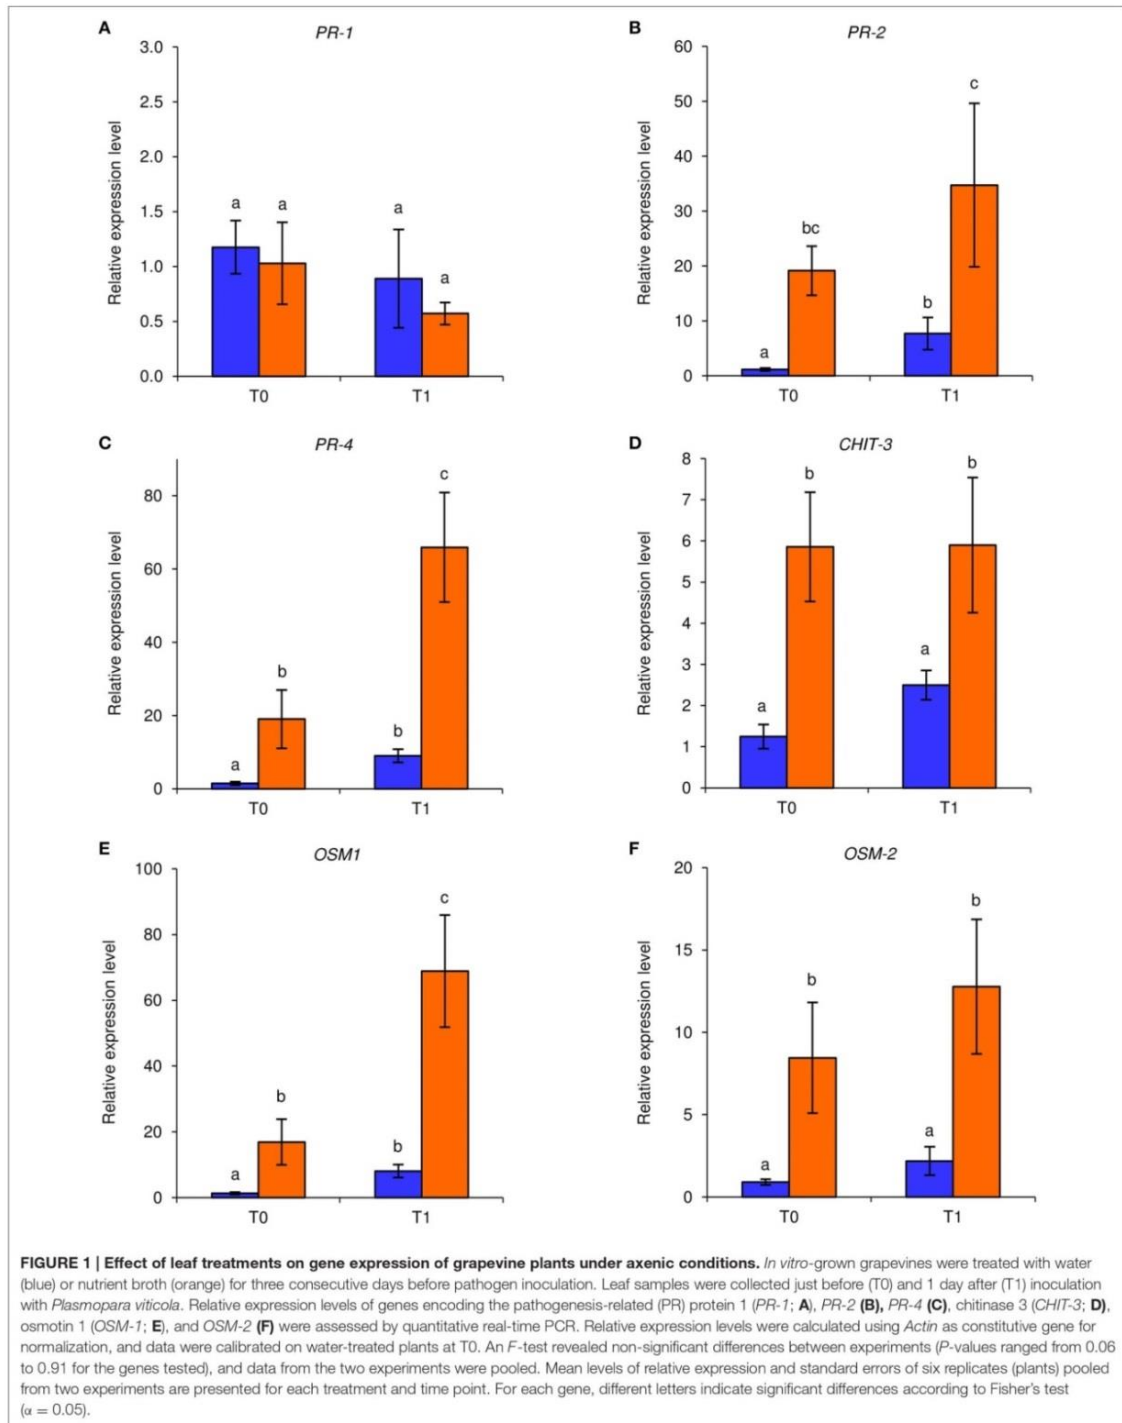 A
PR-1
Relative expression level
3.0
2.5
2.0
1.5
1.0
0.5
0.0
a
a
a
a
T0
T1
B
PR-2
Relative expression level
60
50
40
30
20
10
0
a
bc
b
c
T0
T1
C
PR-4
Relative expression level
80
60
40
20
0
a
b
b
c
T0
T1
D
CHIT-3
Relative expression level
8
7
6
5
4
3
2
1
0
a
b
a
b
T0
T1
E
OSM1
Relative expression level
100
80
60
40
20
0
a
b
b
c
T0
T1
F
OSM-2
Relative expression level
20
15
10
5
0
a
b
a
b
T0
T1
FIGURE 1 | Effect of leaf treatments on gene expression of grapevine plants under axenic conditions. In vitro-grown grapevines were treated with water
(blue) or nutrient broth (orange) for three consecutive days before pathogen inoculation. Leaf samples were collected just before (T0) and 1 day after (T1) inoculation
with Plasmopara viticola. Relative expression levels of genes encoding the pathogenesis-related (PR) protein 1 (PR-1; A), PR-2 (B), PR-4 (C), chitinase 3 (CHIT-3; D),
osmotin 1 (OSM-1; E), and OSM-2 (F) were assessed by quantitative real-time PCR. Relative expression levels were calculated using Actin as constitutive gene for
normalization, and data were calibrated on water-treated plants at T0. An F-test revealed non-significant differences between experiments (P-values ranged from 0.06
to 0.91 for the genes tested), and data from the two experiments were pooled. Mean levels of relative expression and standard errors of six replicates (plants) pooled
from two experiments are presented for each treatment and time point. For each gene, different letters indicate significant differences according to Fisher's test
(α = 0.05).